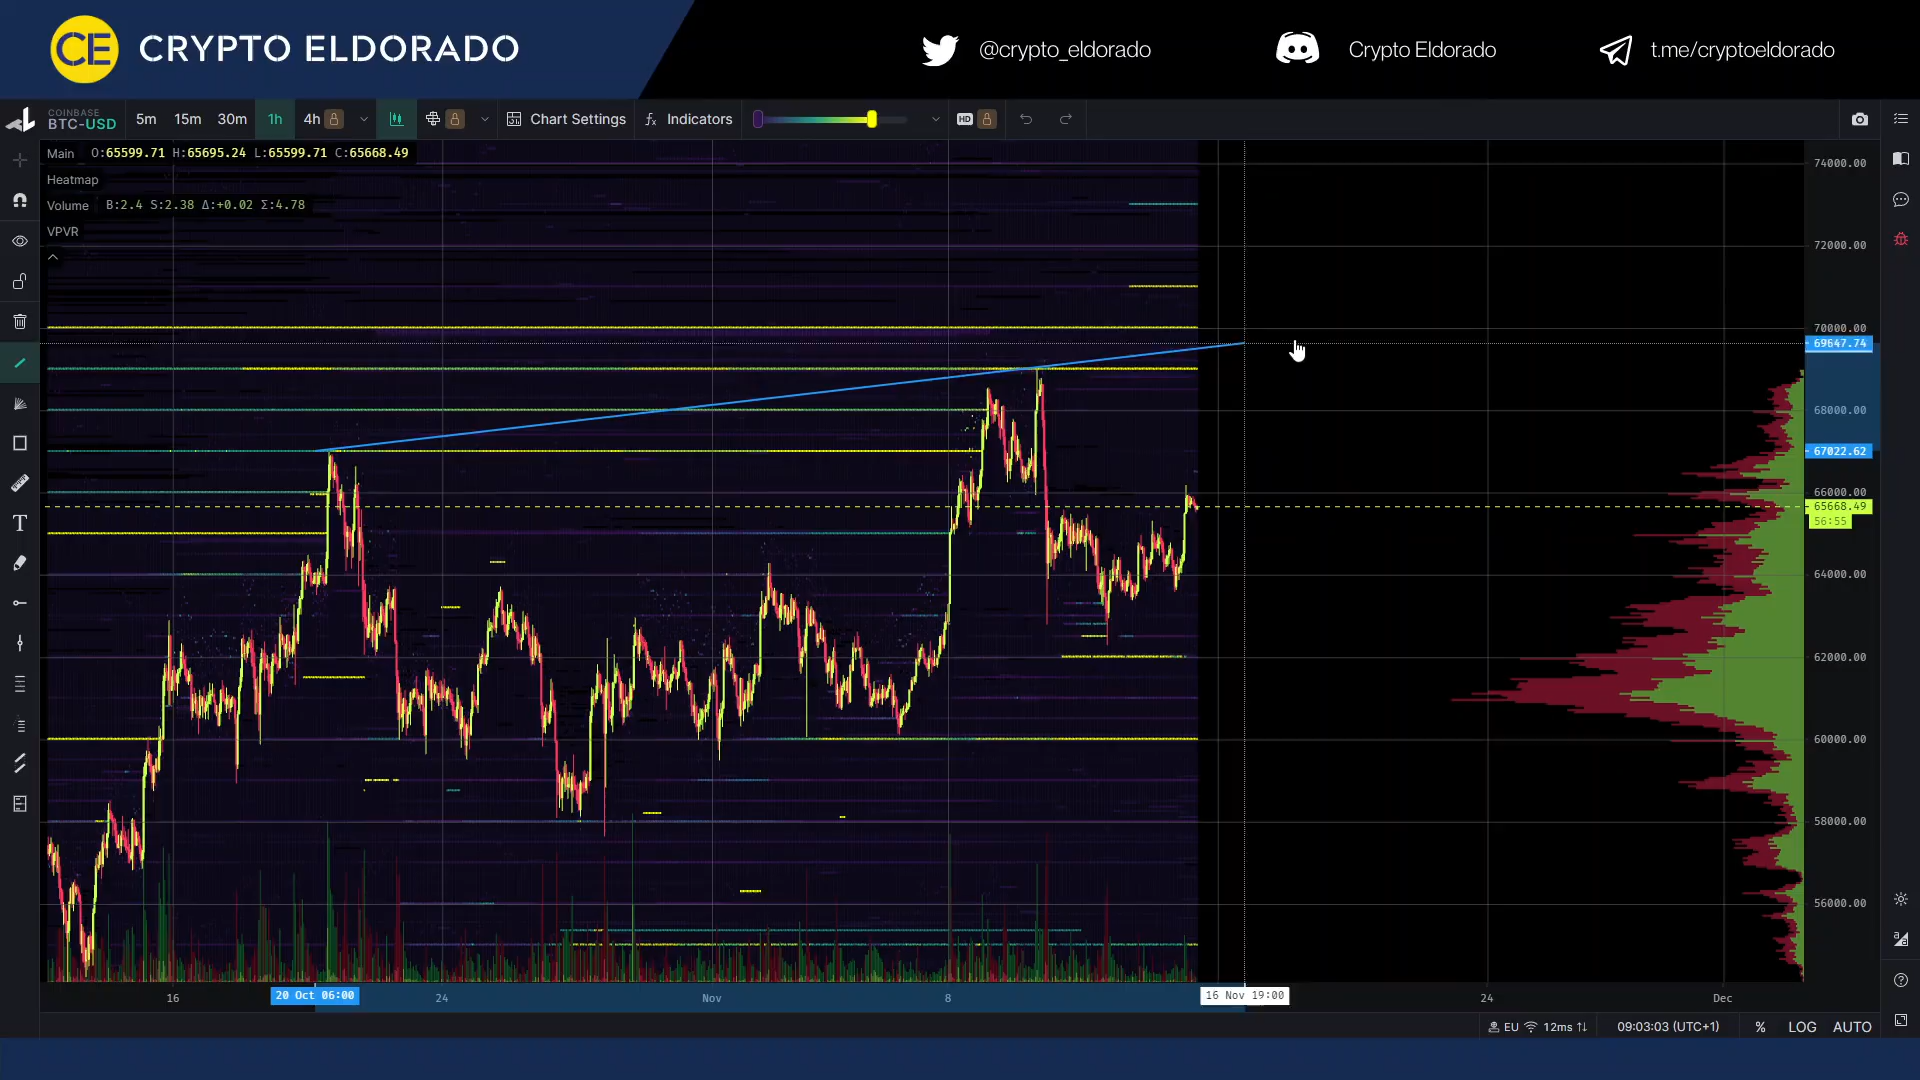 CE CRYPTO ELDORADO
@crypto_eldorado
Crypto Eldorado
t.me/cryptoeldorado
COINBASE
BTC-USD
5m 15m 30m 1h 4h
Chart Settings
fx Indicators
HD
Main O:65599.71 H:65695.24 L:65599.71 C:65668.49
Heatmap
Volume B:2.4 S:2.38 Δ:+0.02 Σ:4.78
VPVR
74000.00
72000.00
70000.00
69647.74
68000.00
67022.62
66000.00
65668.49
56:55
64000.00
62000.00
60000.00
58000.00
56000.00
16
20 Oct 06:00
24
Nov
8
16 Nov 19:00
24
Dec
EU 12ms 09:03:03 (UTC+1) % LOG AUTO